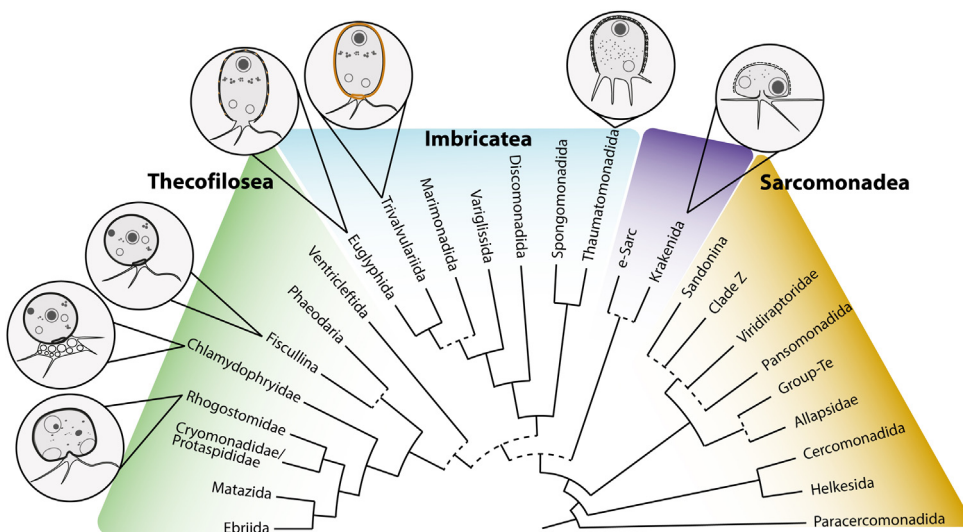 Imbricatea
Thecofilosea
Sarcomonadea
Ebriida
Matazida
Cryomonadidae/
Protaspididae
Rhogostomidae
Chlamydophryidae
Fiscullina
Phaeodaria
Ventricleftida
Euglyphida
Trivalvulariida
Marimonadida
Variglissida
Discomonadida
Spongomonadida
Thaumatomonadida
e-Sarc
Krakenida
Sandonina
Clade Z
Viridiraptoridae
Pansomonadida
Group-Te
Allapsidae
Cercomonadida
Helkesida
Paracercomonadida